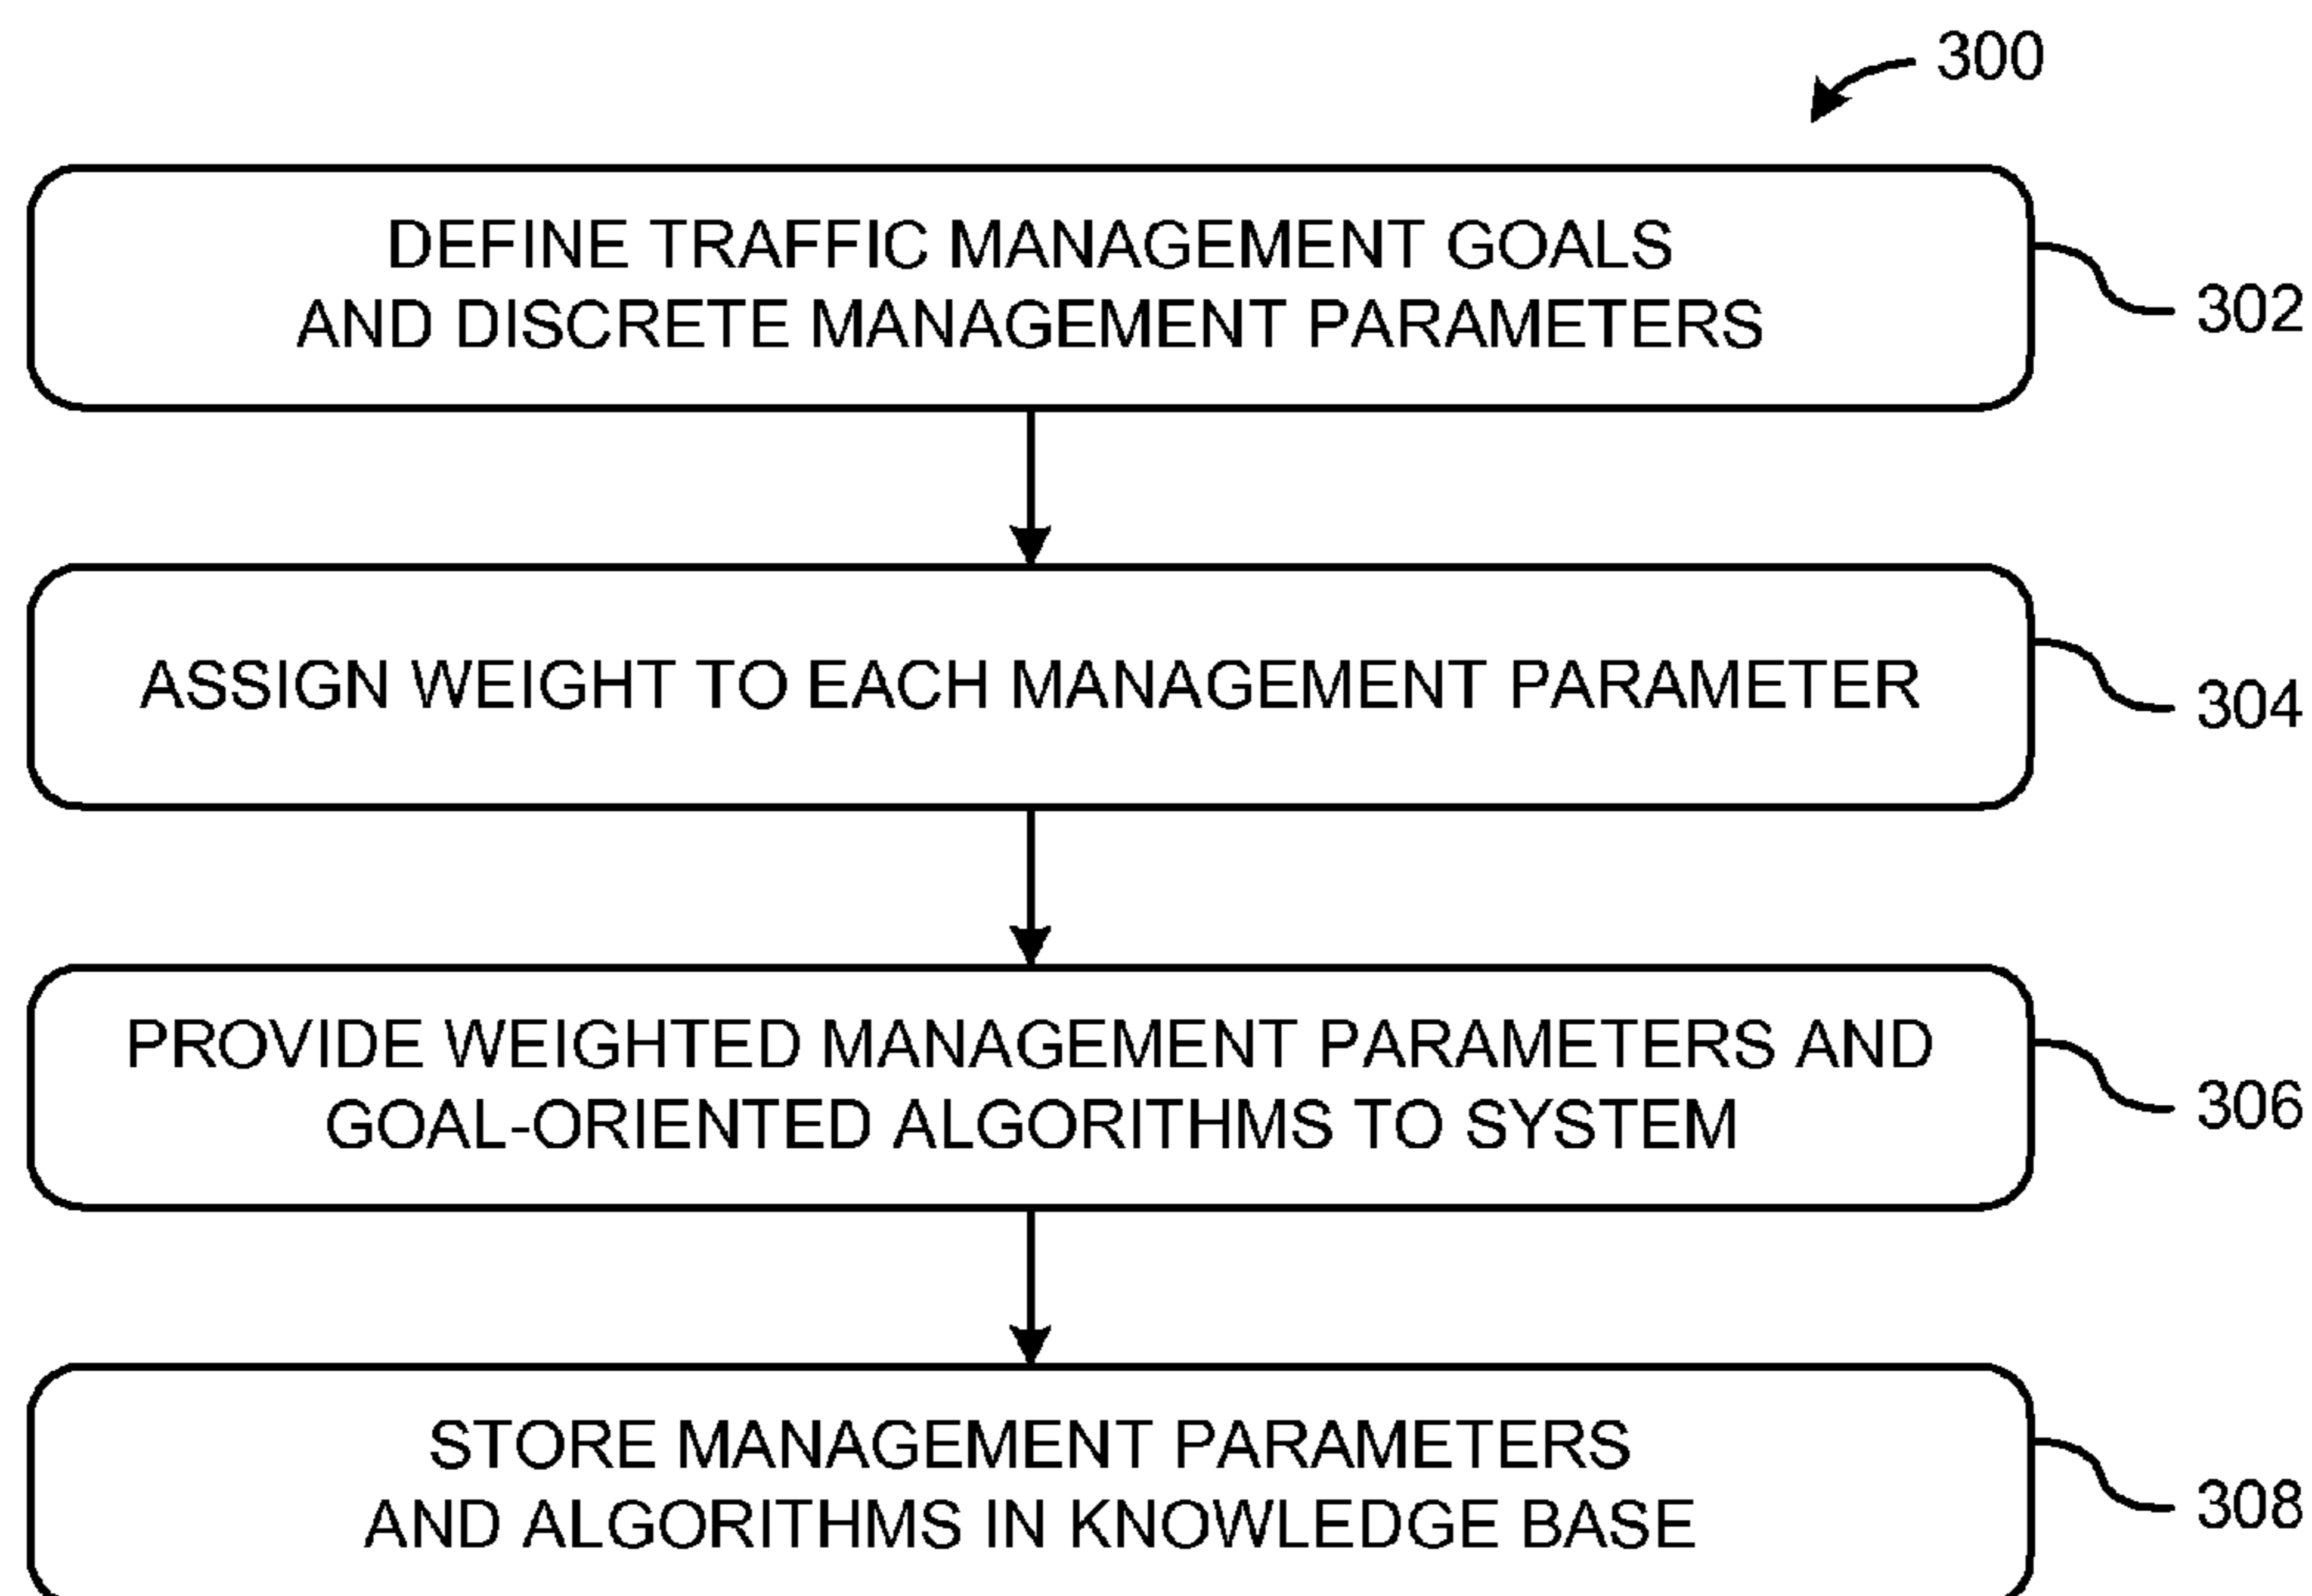 300
DEFINE TRAFFIC MANAGEMENT GOALS
AND DISCRETE MANAGEMENT PARAMETERS
302
ASSIGN WEIGHT TO EACH MANAGEMENT PARAMETER
304
PROVIDE WEIGHTED MANAGEMENT PARAMETERS AND
GOAL-ORIENTED ALGORITHMS TO SYSTEM
306
STORE MANAGEMENT PARAMETERS
AND ALGORITHMS IN KNOWLEDGE BASE
308